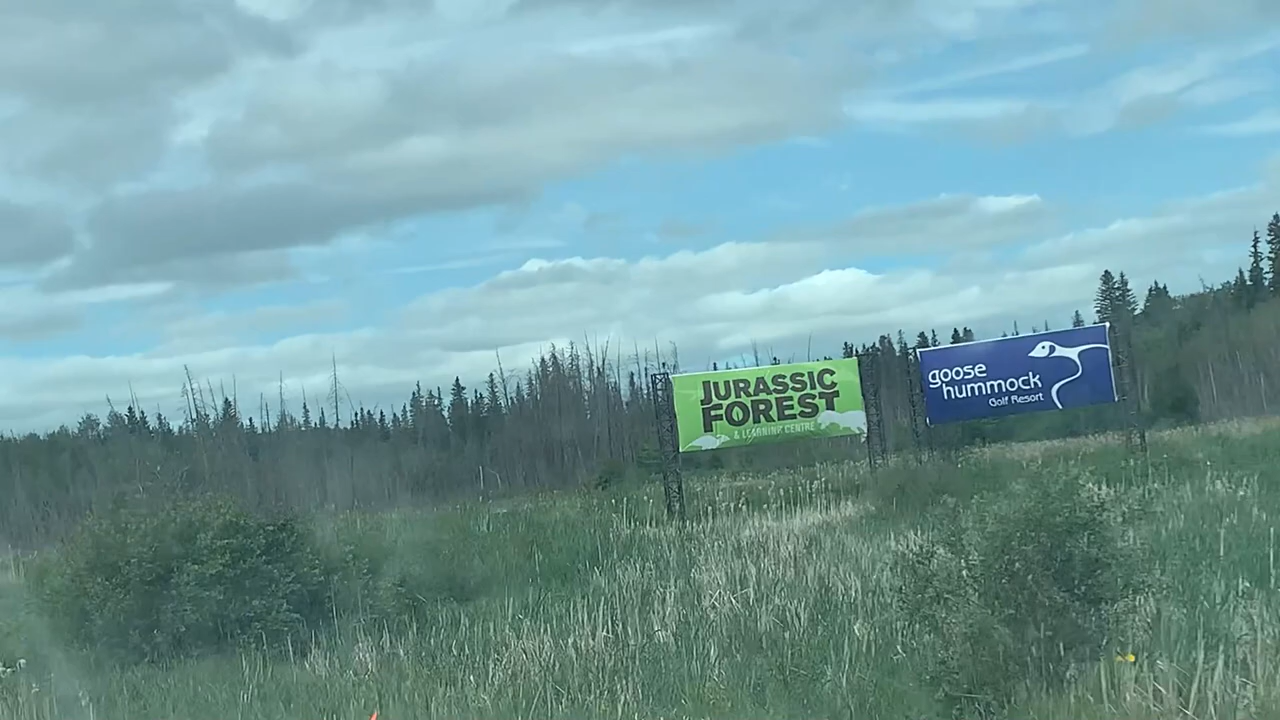 JURASSIC
FOREST
& LEARNING CENTRE
goose
hummock
Golf Resort